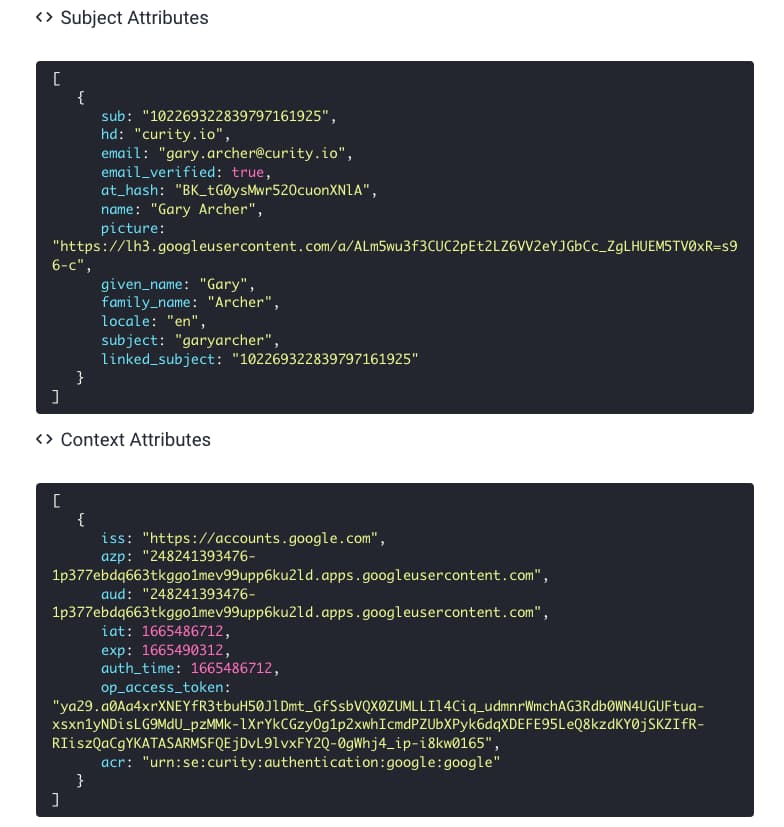 <> Subject Attributes
[
{
sub: "102269322839797161925",
hd: "curity.io",
email: "gary.archer@curity.io",
email_verified: true,
at_hash: "BK_tG0ysMwr52OcuonXNlA",
name: "Gary Archer",
picture:
"https://lh3.googleusercontent.com/a/ALm5wu3f3CUC2pEt2LZ6VV2eYJGbCc_ZgLHUEM5TV0xR=s9
6-c",
given_name: "Gary",
family_name: "Archer",
locale: "en",
subject: "garyarcher",
linked_subject: "102269322839797161925"
}
]
<> Context Attributes
[
{
iss: "https://accounts.google.com",
azp: "248241393476-
1p377ebdq663tkggo1mev99upp6ku2ld.apps.googleusercontent.com",
aud: "248241393476-
1p377ebdq663tkggo1mev99upp6ku2ld.apps.googleusercontent.com",
iat: 1665486712,
exp: 1665490312,
auth_time: 1665486712,
op_access_token:
"ya29.a0Aa4xrXNEYfR3tbuH50JlDmt_GfSsbVQX0ZUMLLIl4Ciq_udmnrWmchAG3Rdb0WN4UGUFtua-
xsxn1yNDisLG9MdU_pzMMk-lXrYkCGzyOg1p2xwhIcmdPZUbXPyk6dqXDEFE95LeQ8kzdKY0jSKZIfR-
RIiszQaCgYKATASARMSFQEjDvL9lvxFY2Q-0gWhj4_ip-i8kw0165",
acr: "urn:se:curity:authentication:google:google"
}
]